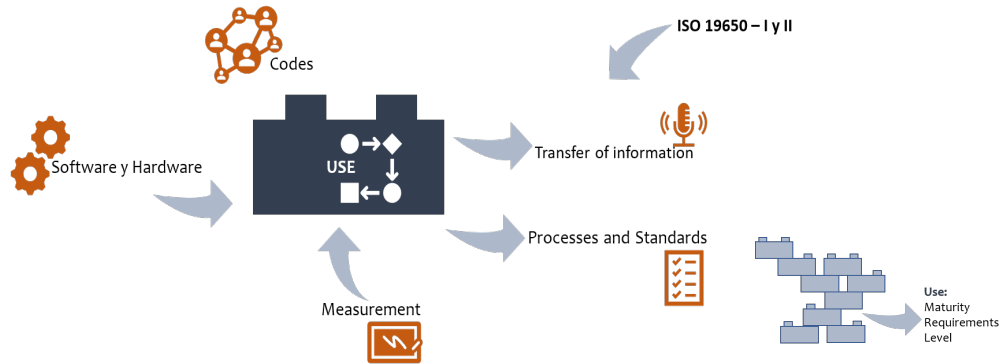 ISO 19650 – I y II
Codes
Software y Hardware
USE
Transfer of information
Processes and Standards
Measurement
Use:
Maturity
Requirements
Level